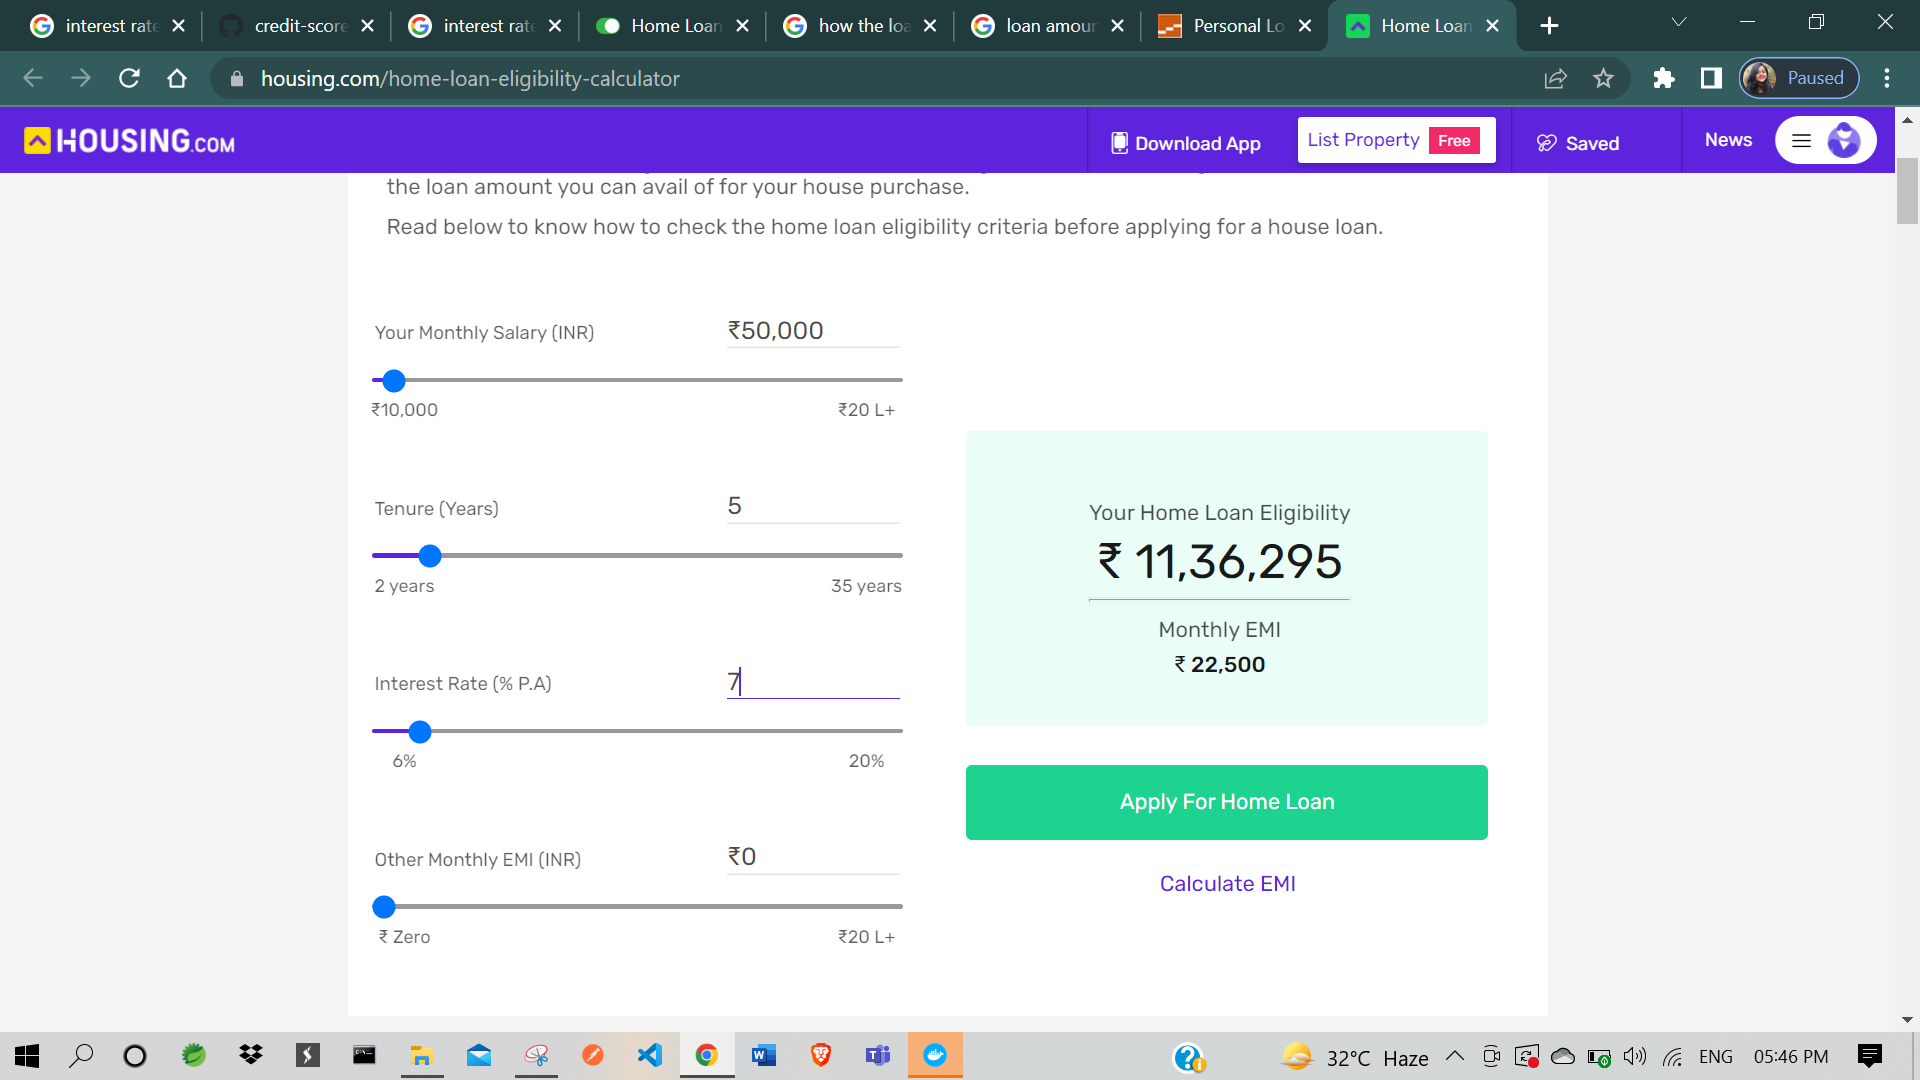 interest rate
credit-score
interest rate
Home Loan
how the loa
loan amoun
Personal Lo
Home Loan
housing.com/home-loan-eligibility-calculator
Paused
HOUSING.COM
Download App
List Property Free
Saved
News
the loan amount you can avail of for your house purchase.
Read below to know how to check the home loan eligibility criteria before applying for a house loan.
Your Monthly Salary (INR) ₹50,000
₹10,000 ₹20 L+
Tenure (Years) 5
2 years 35 years
Interest Rate (% P.A) 7
6% 20%
Other Monthly EMI (INR) ₹0
₹ Zero ₹20 L+
Your Home Loan Eligibility
₹ 11,36,295
Monthly EMI
₹ 22,500
Apply For Home Loan
Calculate EMI
32°C Haze
ENG
05:46 PM